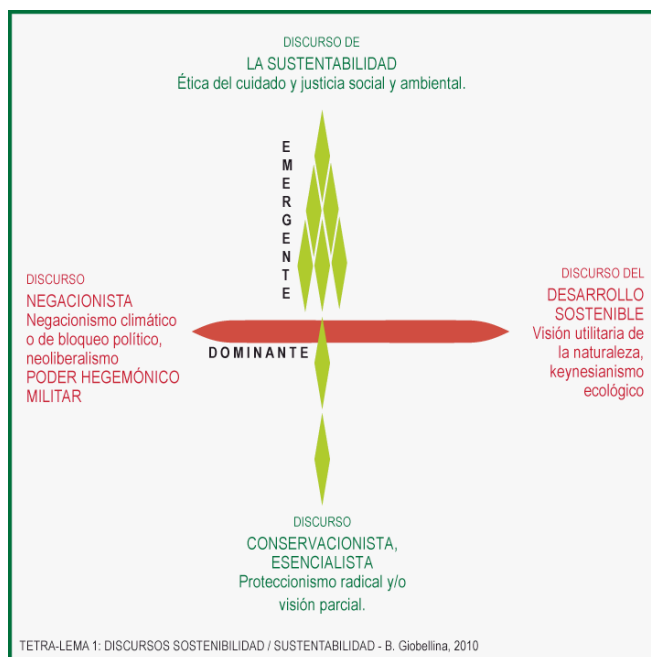 DISCURSO DE
LA SUSTENTABILIDAD
Ética del cuidado y justicia social y ambiental.
EMERGENTE
DISCURSO
NEGACIONISTA
Negacionismo climático
o de bloqueo político,
neoliberalismo
PODER HEGEMÓNICO
MILITAR
DOMINANTE
DISCURSO DEL
DESARROLLO
SOSTENIBLE
Visión utilitaria de
la naturaleza,
keynesianismo
ecológico
DISCURSO
CONSERVACIONISTA,
ESENCIALISTA
Proteccionismo radical y/o
visión parcial.
TETRA-LEMA 1: DISCURSOS SOSTENIBILIDAD / SUSTENTABILIDAD - B. Giobellina, 2010